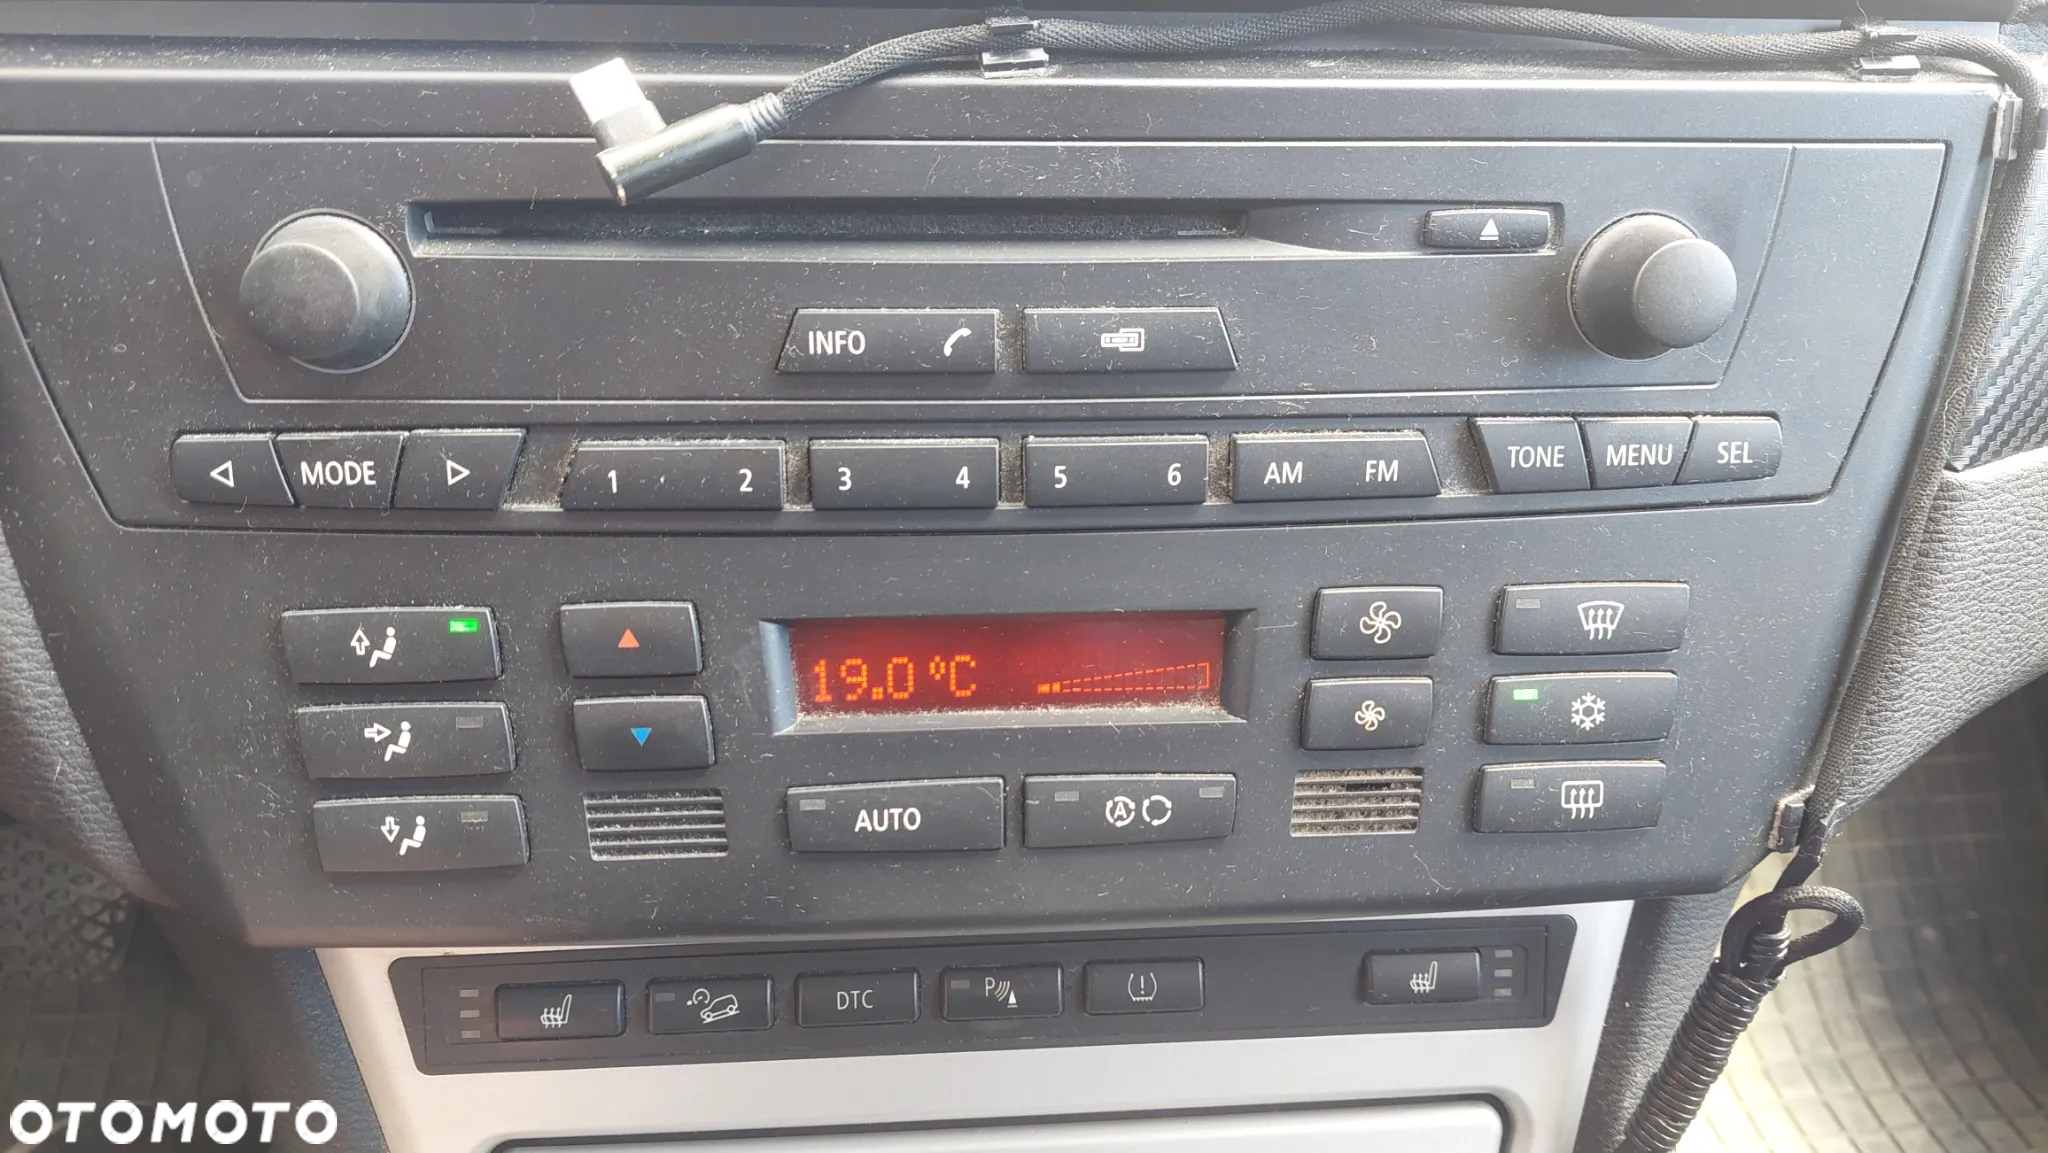 INFO
MODE 1 2 3 4 5 6 AM FM TONE MENU SEL
19.0°C
AUTO A
DTC P
OTOMOTO